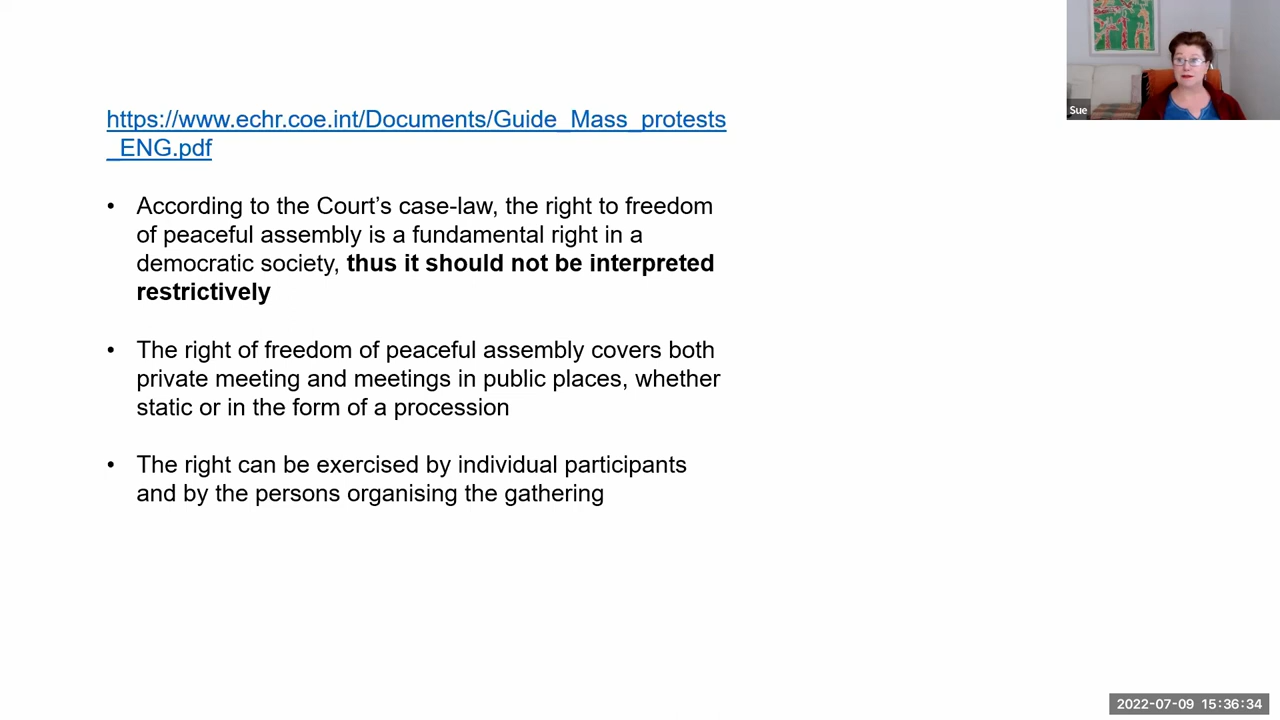 https://www.echr.coe.int/Documents/Guide_Mass_protests
_ENG.pdf
• According to the Court’s case-law, the right to freedom
of peaceful assembly is a fundamental right in a
democratic society, thus it should not be interpreted
restrictively
• The right of freedom of peaceful assembly covers both
private meeting and meetings in public places, whether
static or in the form of a procession
• The right can be exercised by individual participants
and by the persons organising the gathering
Sue
2022-07-09 15:36:34